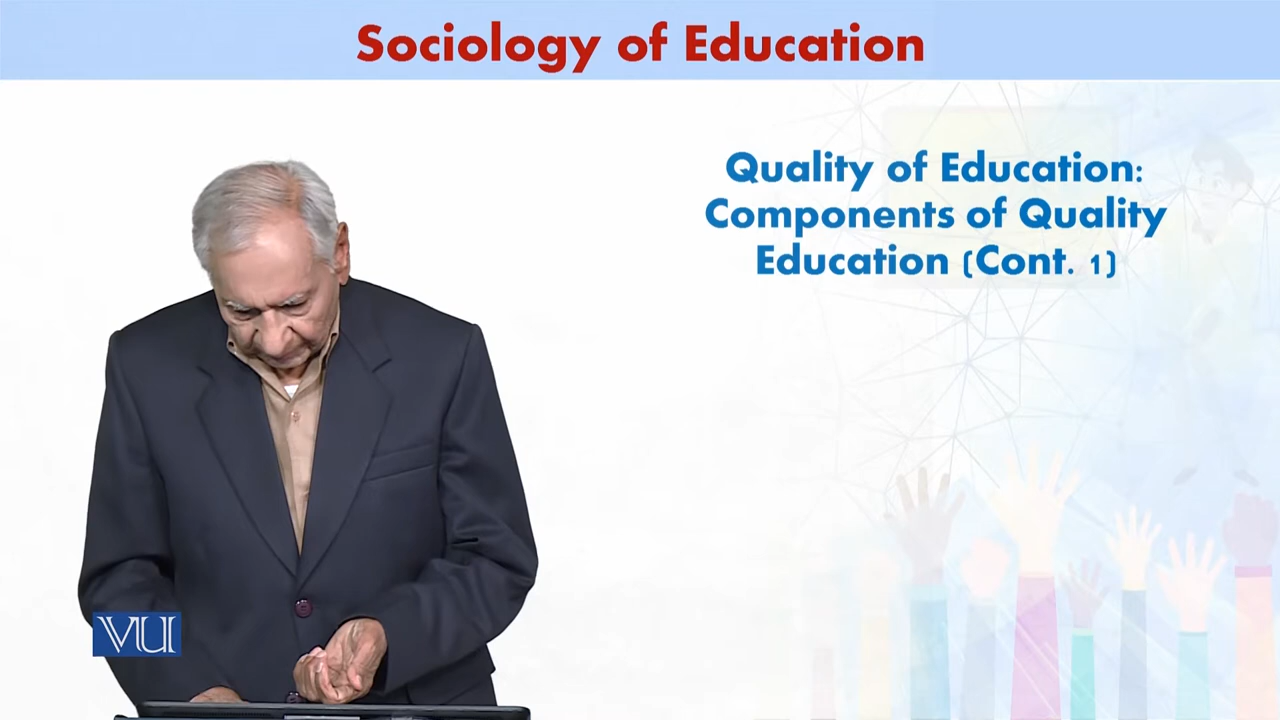 Sociology of Education
Quality of Education:
Components of Quality
Education (Cont. 1)
VU